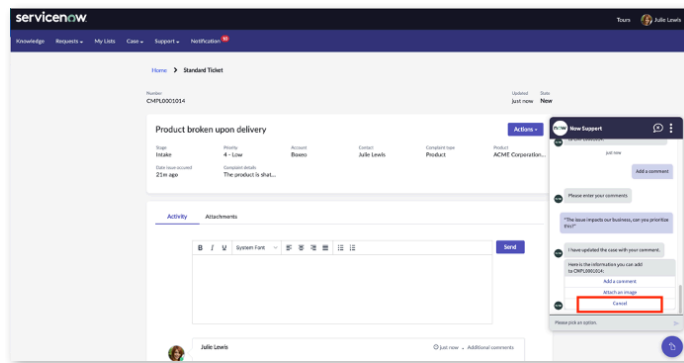 servicenow.
Tours Julie Lewis
Knowledge Requests My Lists Case Support Notification
Home > Standard Ticket
Number
CMPL0001014
Updated State
just now New
Product broken upon delivery
Actions
Stage Priority Account Contact Complaint type Product
Intake 4 - Low Boxeo Julie Lewis Product ACME Corporation...
Date issue occured Complaint details
21m ago The product is shat...
Activity Attachments
B I U System Font
Send
Julie Lewis
just now Additional comments
Now Support
just now
Add a comment
Please enter your comments
"The issue impacts our business, can you prioritize this?"
I have updated the case with your comment.
Here is the information you can add
to CMPL0001014:
Add a comment
Attach an image
Cancel
Please pick an option.